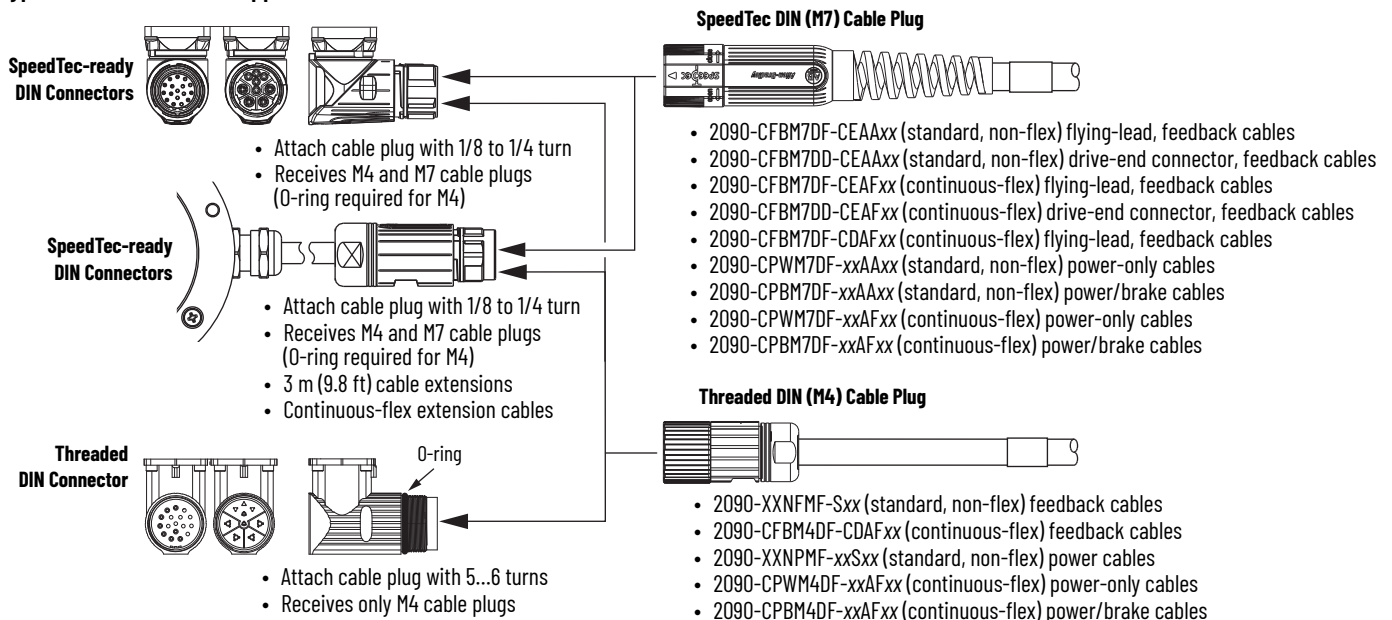 SpeedTec DIN (M7) Cable Plug
SpeedTec-ready
DIN Connectors
• Attach cable plug with 1/8 to 1/4 turn
• Receives M4 and M7 cable plugs
(O-ring required for M4)
SpeedTec-ready
DIN Connectors
• Attach cable plug with 1/8 to 1/4 turn
• Receives M4 and M7 cable plugs
(O-ring required for M4)
• 3 m (9.8 ft) cable extensions
• Continuous-flex extension cables
Threaded
DIN Connector
O-ring
• Attach cable plug with 5...6 turns
• Receives only M4 cable plugs
Allen-Bradley
• 2090-CFBM7DF-CEAAxx (standard, non-flex) flying-lead, feedback cables
• 2090-CFBM7DD-CEAAxx (standard, non-flex) drive-end connector, feedback cables
• 2090-CFBM7DF-CEAFxx (continuous-flex) flying-lead, feedback cables
• 2090-CFBM7DD-CEAFxx (continuous-flex) drive-end connector, feedback cables
• 2090-CFBM7DF-CDAFxx (continuous-flex) flying-lead, feedback cables
• 2090-CPWM7DF-xxAAxx (standard, non-flex) power-only cables
• 2090-CPBM7DF-xxAAxx (standard, non-flex) power/brake cables
• 2090-CPWM7DF-xxAFxx (continuous-flex) power-only cables
• 2090-CPBM7DF-xxAFxx (continuous-flex) power/brake cables
Threaded DIN (M4) Cable Plug
• 2090-XXNFMF-Sxx (standard, non-flex) feedback cables
• 2090-CFBM4DF-CDAFxx (continuous-flex) feedback cables
• 2090-XXNPMF-xxSxx (standard, non-flex) power cables
• 2090-CPWM4DF-xxAFxx (continuous-flex) power-only cables
• 2090-CPBM4DF-xxAFxx (continuous-flex) power/brake cables